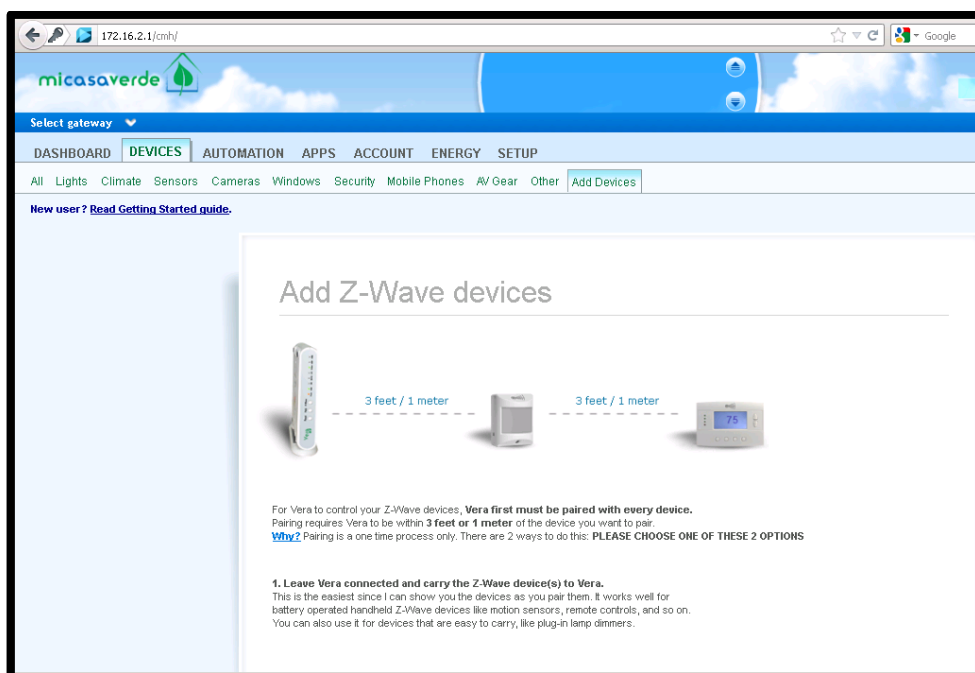 172.16.2.1/cmh/
Google
micasaverde
Select gateway
DASHBOARD DEVICES AUTOMATION APPS ACCOUNT ENERGY SETUP
All Lights Climate Sensors Cameras Windows Security Mobile Phones AV Gear Other Add Devices
New user? Read Getting Started guide.
Add Z-Wave devices
3 feet / 1 meter 3 feet / 1 meter
75
For Vera to control your Z-Wave devices, Vera first must be paired with every device.
Pairing requires Vera to be within 3 feet or 1 meter of the device you want to pair.
Why? Pairing is a one time process only. There are 2 ways to do this: PLEASE CHOOSE ONE OF THESE 2 OPTIONS
1. Leave Vera connected and carry the Z-Wave device(s) to Vera.
This is the easiest since I can show you the devices as you pair them. It works well for
battery operated handheld Z-Wave devices like motion sensors, remote controls, and so on.
You can also use it for devices that are easy to carry, like plug-in lamp dimmers.